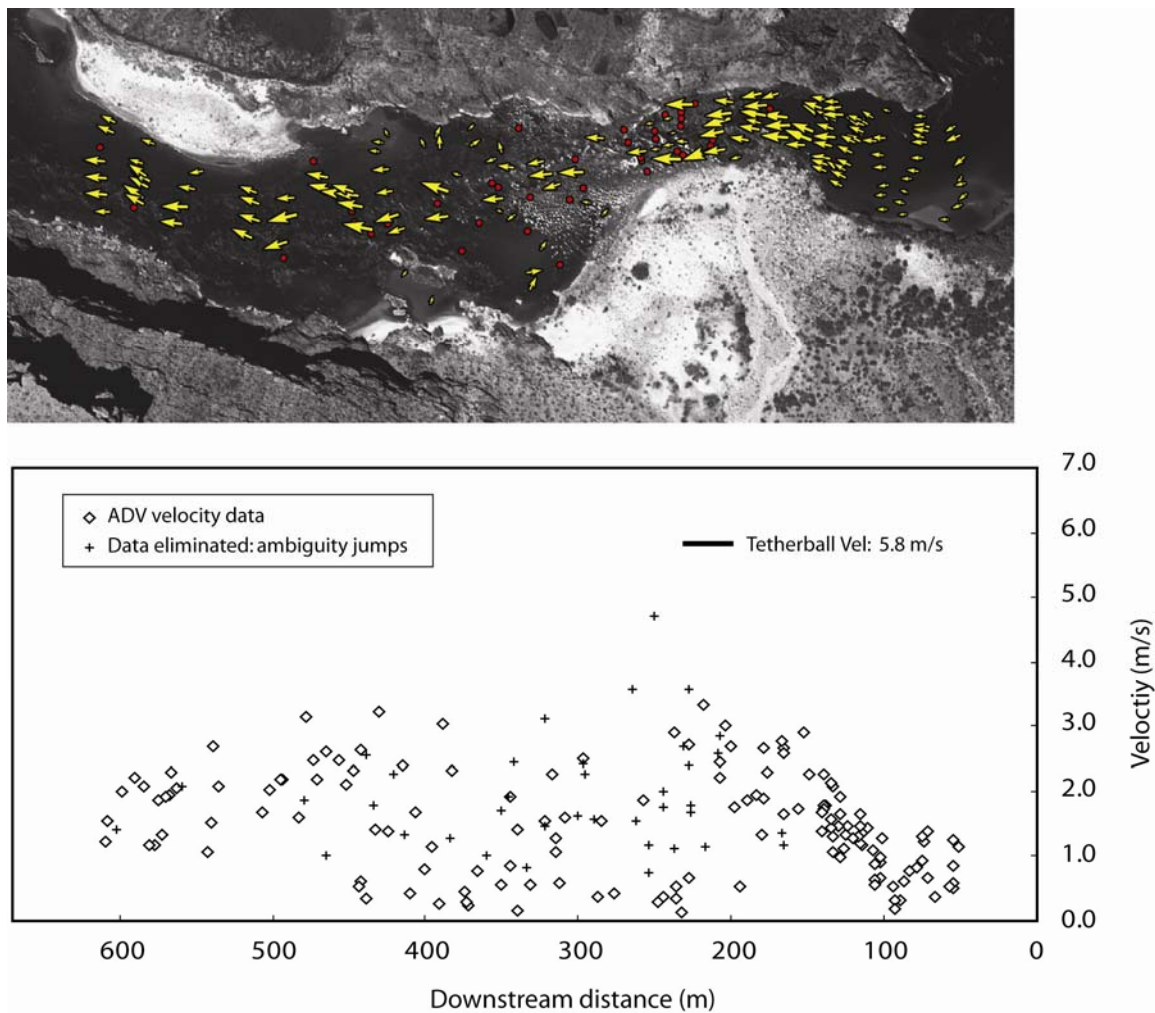 7.0
ADV velocity data
Data eliminated: ambiguity jumps
6.0
Tetherball Vel: 5.8 m/s
5.0
4.0
3.0
2.0
1.0
0.0
Veloctiy (m/s)
600 500 400 300 200 100 0
Downstream distance (m)